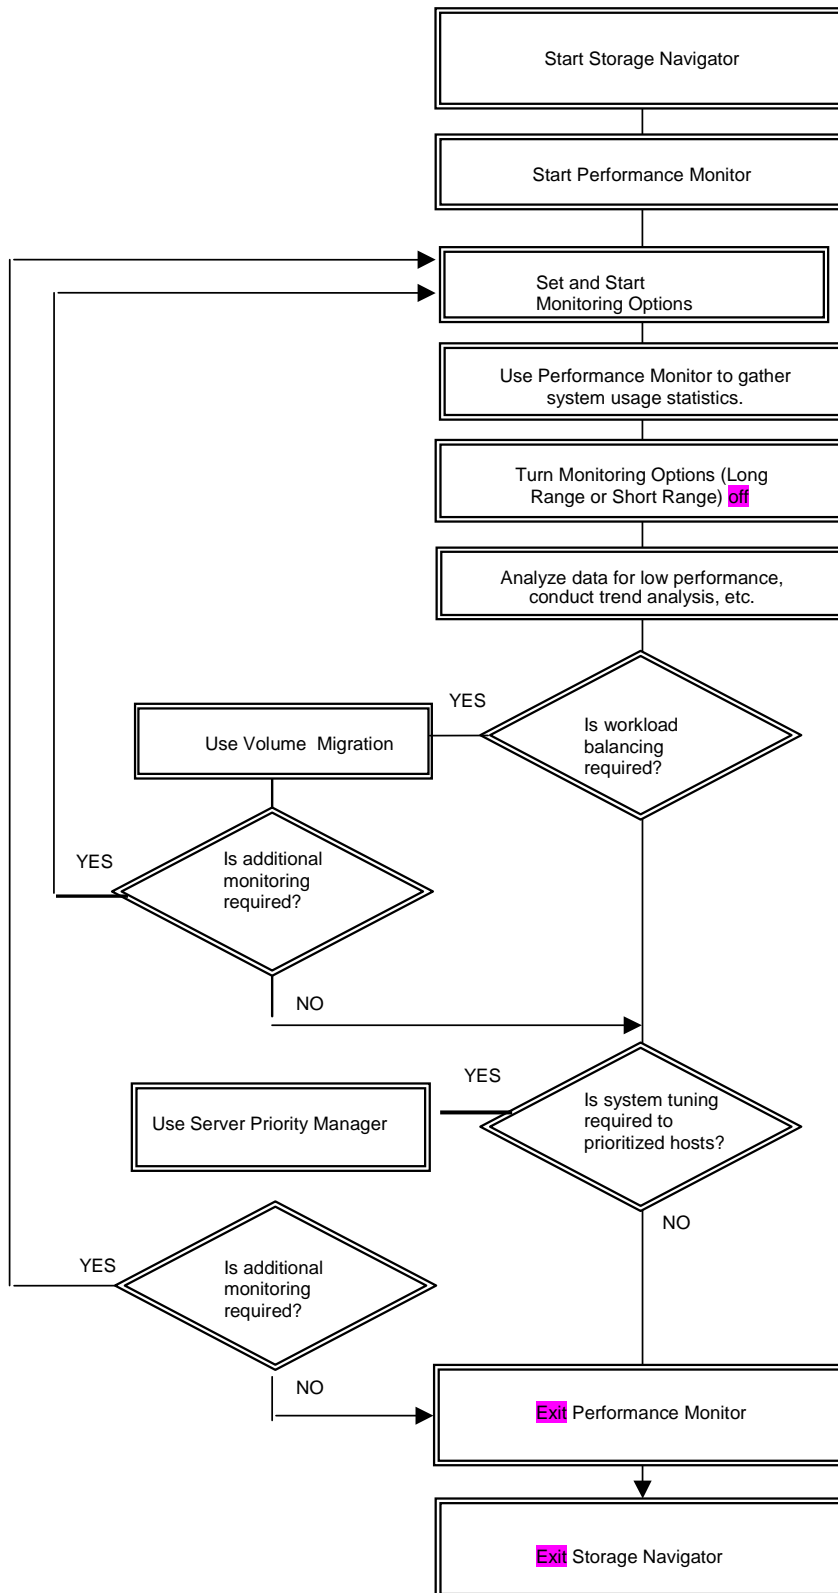 Start Storage Navigator
Start Performance Monitor
Set and Start
Monitoring Options
Use Performance Monitor to gather
system usage statistics.
Turn Monitoring Options (Long
Range or Short Range) off
Analyze data for low performance,
conduct trend analysis, etc.
YES
Is workload
balancing
required?
Use Volume Migration
YES
Is additional
monitoring
required?
NO
YES
Is system tuning
required to
prioritized hosts?
Use Server Priority Manager
NO
YES
Is additional
monitoring
required?
NO
Exit Performance Monitor
Exit Storage Navigator